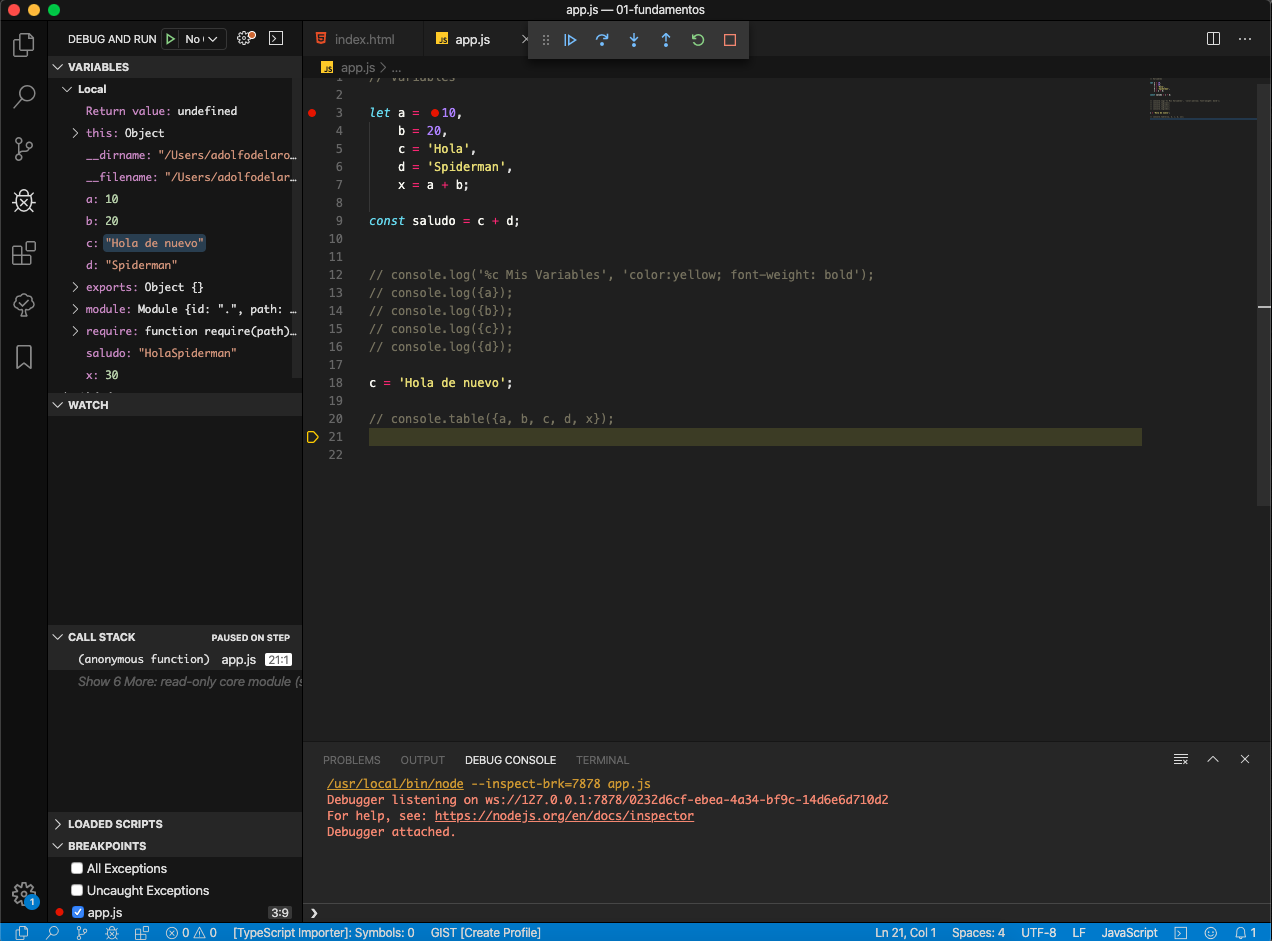 app.js — 01-fundamentos
DEBUG AND RUN
No
index.html
app.js
VARIABLES
Local
Return value: undefined
this: Object
__dirname: "/Users/adolfodelaro…
__filename: "/Users/adolfodelar…
a: 10
b: 20
c: "Hola de nuevo"
d: "Spiderman"
exports: Object {}
module: Module {id: ".", path: …
require: function require(path)…
saludo: "HolaSpiderman"
x: 30
WATCH
CALL STACK
PAUSED ON STEP
(anonymous function) app.js 21:1
Show 6 More: read-only core module (s
LOADED SCRIPTS
BREAKPOINTS
All Exceptions
Uncaught Exceptions
app.js 3:9
JS app.js > ...
1 // Variables
2
3 let a = 10,
4 b = 20,
5 c = 'Hola',
6 d = 'Spiderman',
7 x = a + b;
8
9 const saludo = c + d;
10
11
12 // console.log('%c Mis Variables', 'color:yellow; font-weight: bold');
13 // console.log({a});
14 // console.log({b});
15 // console.log({c});
16 // console.log({d});
17
18 c = 'Hola de nuevo';
19
20 // console.table({a, b, c, d, x});
21
22
PROBLEMS OUTPUT DEBUG CONSOLE TERMINAL
/usr/local/bin/node --inspect-brk=7878 app.js
Debugger listening on ws://127.0.0.1:7878/0232d6cf-ebea-4a34-bf9c-14d6e6d710d2
For help, see: https://nodejs.org/en/docs/inspector
Debugger attached.
1
0 0 [TypeScript Importer]: Symbols: 0 GIST [Create Profile] Ln 21, Col 1 Spaces: 4 UTF-8 LF JavaScript 1